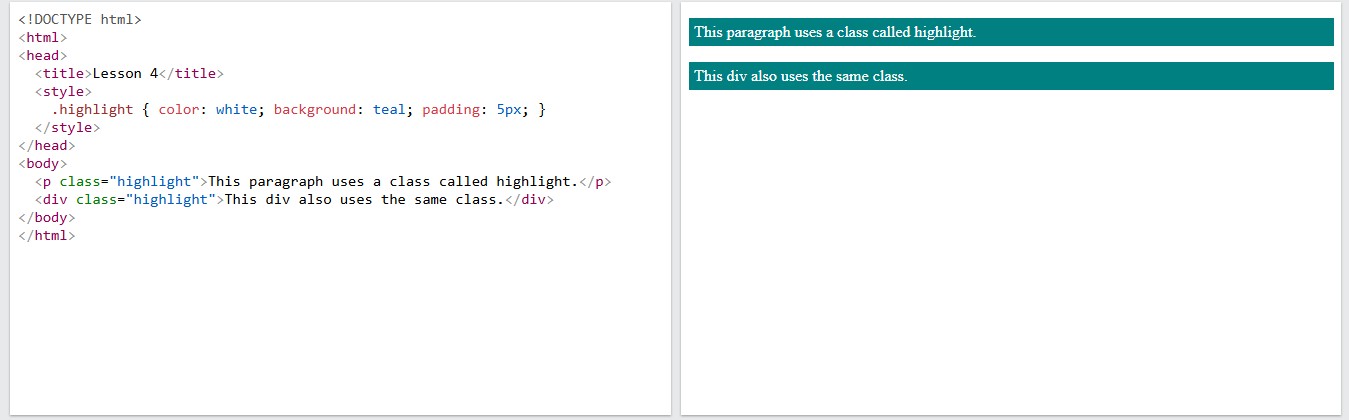 <!DOCTYPE html>
<html>
<head>
  <title>Lesson 4</title>
  <style>
    .highlight { color: white; background: teal; padding: 5px; }
  </style>
</head>
<body>
  <p class="highlight">This paragraph uses a class called highlight.</p>
  <div class="highlight">This div also uses the same class.</div>
</body>
</html>
This paragraph uses a class called highlight.
This div also uses the same class.